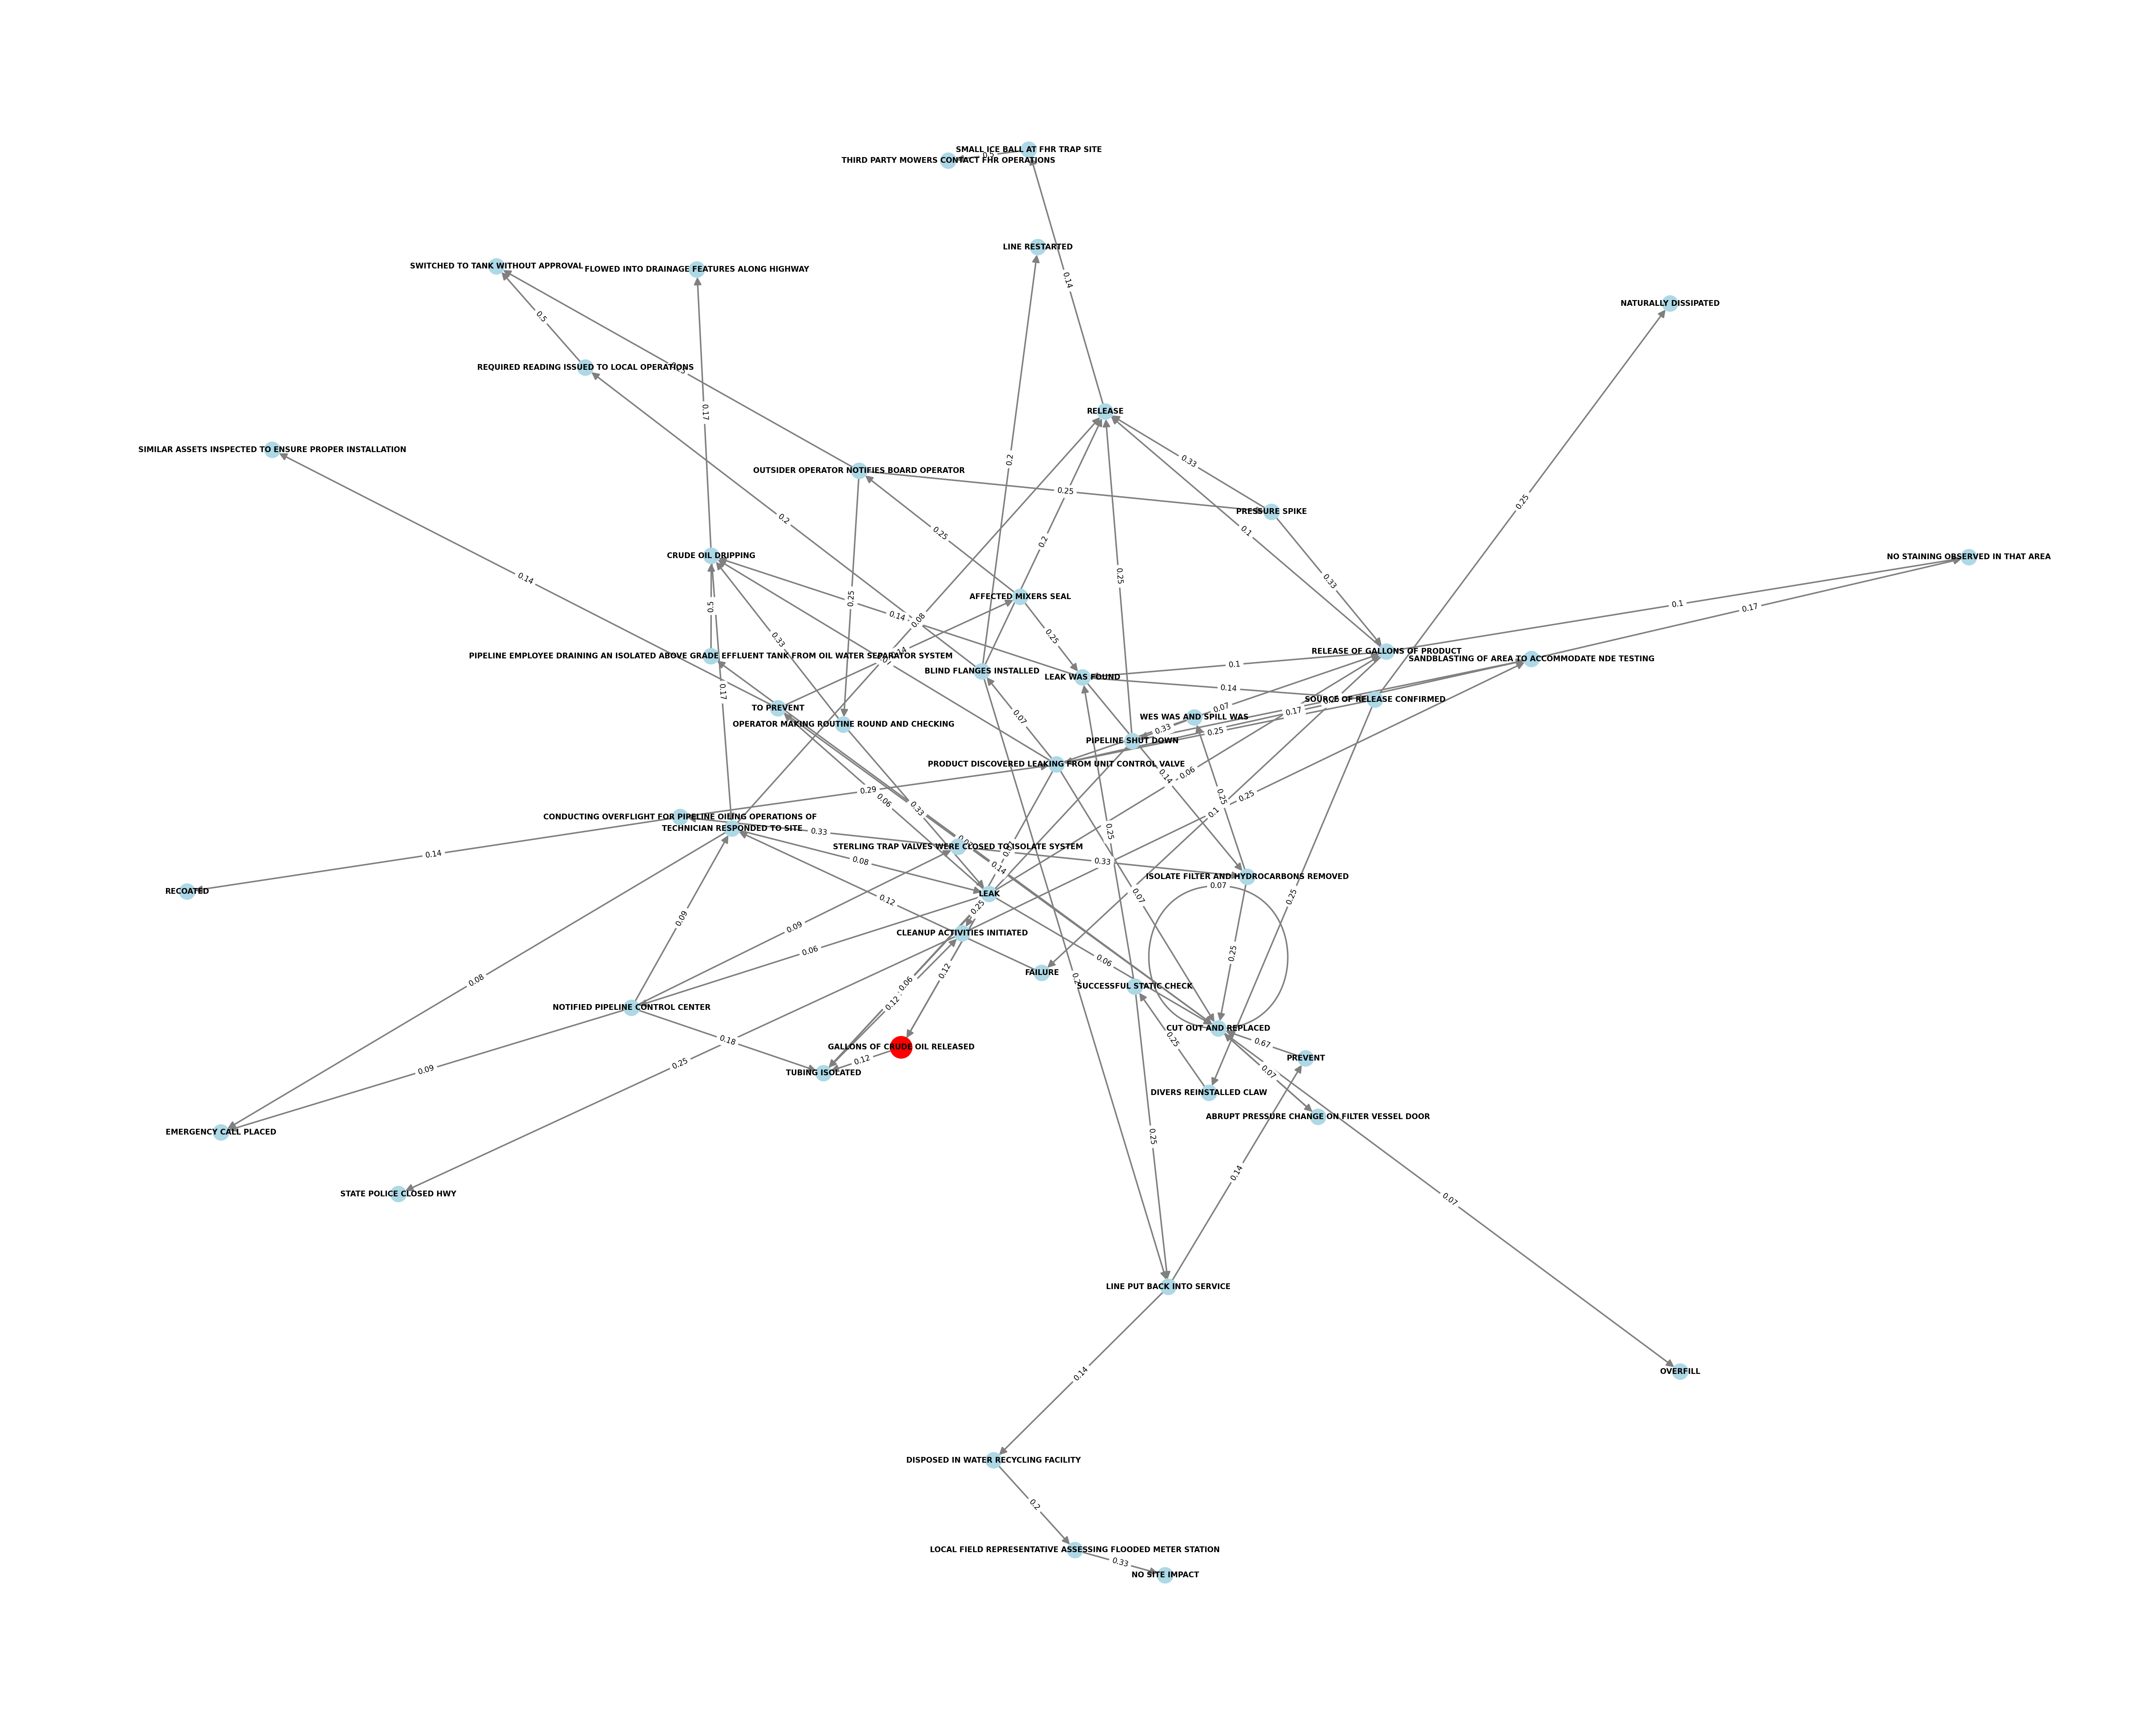 SMALL ICE BALL AT FHR TRAP SITE
THIRD PARTY MOWERS CONTACT FHR OPERATIONS
0.5
LINE RESTARTED
SWITCHED TO TANK WITHOUT APPROVAL
FLOWED INTO DRAINAGE FEATURES ALONG HIGHWAY
0.14
NATURALLY DISSIPATED
0.5
REQUIRED READING ISSUED TO LOCAL OPERATIONS
0.17
RELEASE
SIMILAR ASSETS INSPECTED TO ENSURE PROPER INSTALLATION
0.2
0.33
OUTSIDER OPERATOR NOTIFIES BOARD OPERATOR
0.25
0.25
PRESSURE SPIKE
0.2
0.1
0.25
0.2
CRUDE OIL DRIPPING
NO STAINING OBSERVED IN THAT AREA
0.25
0.14
0.33
AFFECTED MIXERS SEAL
0.25
0.1
0.5
0.17
0.14
0.08
0.25
0.33
RELEASE OF GALLONS OF PRODUCT
PIPELINE EMPLOYEE DRAINING AN ISOLATED ABOVE GRADE EFFLUENT TANK FROM OIL WATER SEPARATOR SYSTEM
SANDBLASTING OF AREA TO ACCOMMODATE NDE TESTING
0.1
BLIND FLANGES INSTALLED
LEAK WAS FOUND
0.14
0.17
SOURCE OF RELEASE CONFIRMED
TO PREVENT
0.07
0.07
0.17
WES WAS AND SPILL WAS
OPERATOR MAKING ROUTINE ROUND AND CHECKING
0.33
0.25
PIPELINE SHUT DOWN
PRODUCT DISCOVERED LEAKING FROM UNIT CONTROL VALVE
0.14
0.06
0.29
0.06
0.25
0.25
0.33
0.1
CONDUCTING OVERFLIGHT FOR PIPELINE OILING OPERATIONS OF
TECHNICIAN RESPONDED TO SITE
0.33
0.25
STERLING TRAP VALVES WERE CLOSED TO ISOLATE SYSTEM
0.14
0.08
0.33
0.14
ISOLATE FILTER AND HYDROCARBONS REMOVED
0.07
RECOATED
LEAK
0.07
0.25
0.12
0.25
0.09
0.09
CLEANUP ACTIVITIES INITIATED
0.06
0.25
0.06
FAILURE
0.12
0.08
0.06
SUCCESSFUL STATIC CHECK
0.12
NOTIFIED PIPELINE CONTROL CENTER
CUT OUT AND REPLACED
0.18
0.25
0.67
GALLONS OF CRUDE OIL RELEASED
0.12
PREVENT
0.25
0.09
TUBING ISOLATED
0.07
DIVERS REINSTALLED CLAW
ABRUPT PRESSURE CHANGE ON FILTER VESSEL DOOR
EMERGENCY CALL PLACED
0.25
0.14
STATE POLICE CLOSED HWY
0.07
LINE PUT BACK INTO SERVICE
0.14
OVERFILL
DISPOSED IN WATER RECYCLING FACILITY
0.2
LOCAL FIELD REPRESENTATIVE ASSESSING FLOODED METER STATION
0.33
NO SITE IMPACT